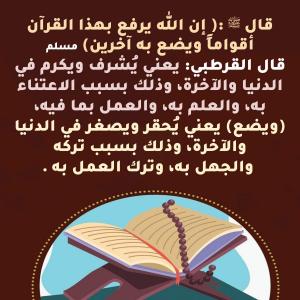 قال ﷺ :( إن الله يرفع بهذا القرآن
أقواماً ويضع به آخرين) مسلم
قال القرطبي: يعني يُشرف ويكرم في
الدنيا والآخرة، وذلك بسبب الاعتناء
به، والعلم به، والعمل بما فيه،
(ويضع) يعني يُحقر ويصغر في الدنيا
والآخرة، وذلك بسبب تركه
والجهل به، وترك العمل به .